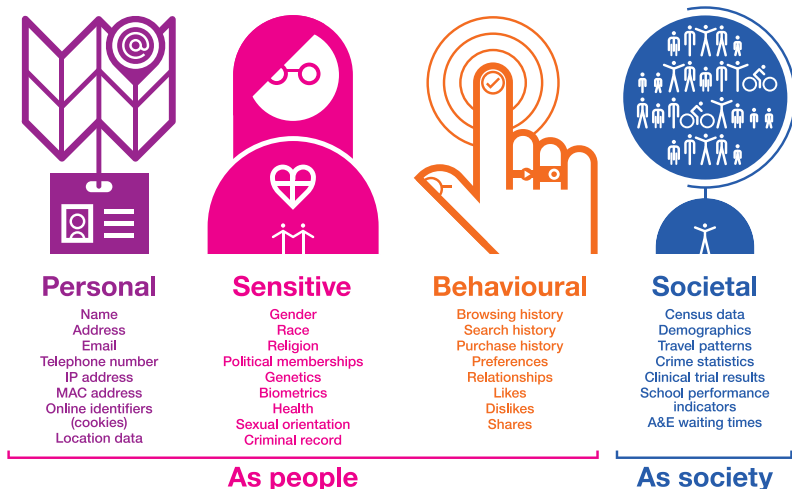 @
Personal
Name
Address
Email
Telephone number
IP address
MAC address
Online identifiers
(cookies)
Location data
Sensitive
Gender
Race
Religion
Political memberships
Genetics
Biometrics
Health
Sexual orientation
Criminal record
Behavioural
Browsing history
Search history
Purchase history
Preferences
Relationships
Likes
Dislikes
Shares
Societal
Census data
Demographics
Travel patterns
Crime statistics
Clinical trial results
School performance
indicators
A&E waiting times
As people
As society